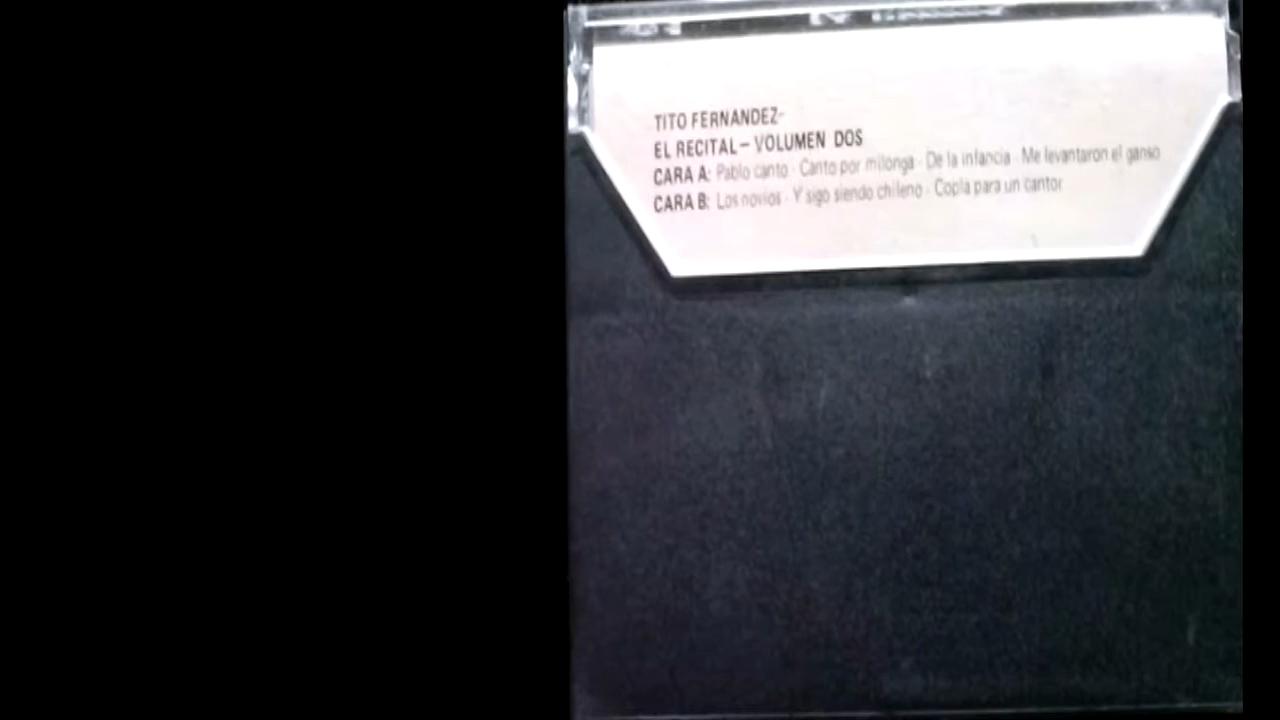 TITO FERNANDEZ-
EL RECITAL – VOLUMEN DOS
CARA A: Pablo canto · Canto por milonga · De la infancia · Me levantaron el ganso
CARA B: Los novios · Y sigo siendo chileno · Copla para un cantor